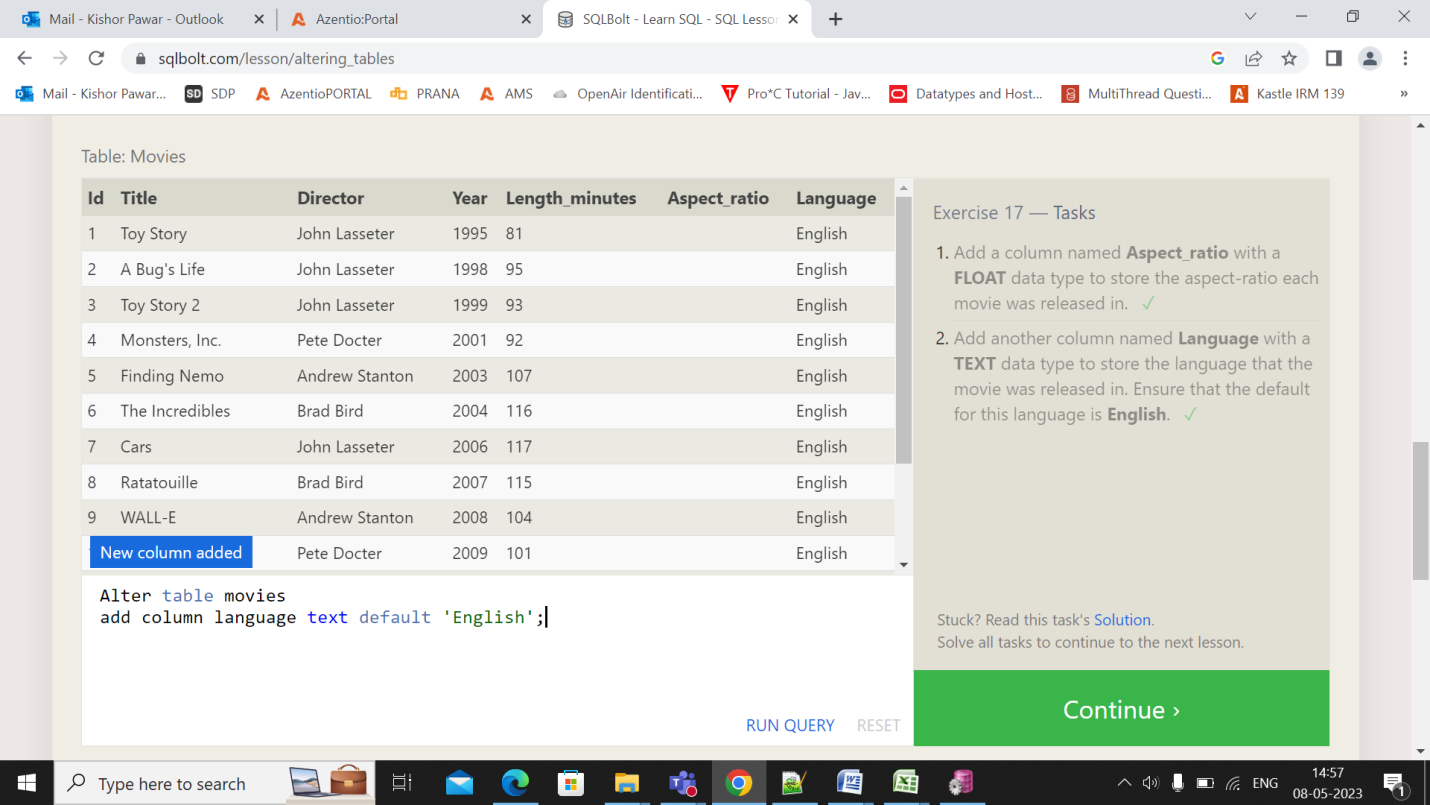 Mail - Kishor Pawar - Outlook
Azentio:Portal
SQLBolt - Learn SQL - SQL Lesson
sqlbolt.com/lesson/altering_tables
Mail - Kishor Pawar...
SD SDP
AzentioPORTAL
PRANA
AMS
OpenAir Identificati...
Pro*C Tutorial - Jav...
Datatypes and Host...
MultiThread Questi...
Kastle IRM 139
»
Table: Movies
Id Title Director Year Length_minutes Aspect_ratio Language
1 Toy Story John Lasseter 1995 81 English
2 A Bug's Life John Lasseter 1998 95 English
3 Toy Story 2 John Lasseter 1999 93 English
4 Monsters, Inc. Pete Docter 2001 92 English
5 Finding Nemo Andrew Stanton 2003 107 English
6 The Incredibles Brad Bird 2004 116 English
7 Cars John Lasseter 2006 117 English
8 Ratatouille Brad Bird 2007 115 English
9 WALL-E Andrew Stanton 2008 104 English
New column added Pete Docter 2009 101 English
Alter table movies
add column language text default 'English';
RUN QUERY RESET
Exercise 17 — Tasks
1. Add a column named Aspect_ratio with a
FLOAT data type to store the aspect-ratio each
movie was released in. ✓
2. Add another column named Language with a
TEXT data type to store the language that the
movie was released in. Ensure that the default
for this language is English. ✓
Stuck? Read this task's Solution.
Solve all tasks to continue to the next lesson.
Continue ›
Type here to search
ENG
14:57
08-05-2023
1